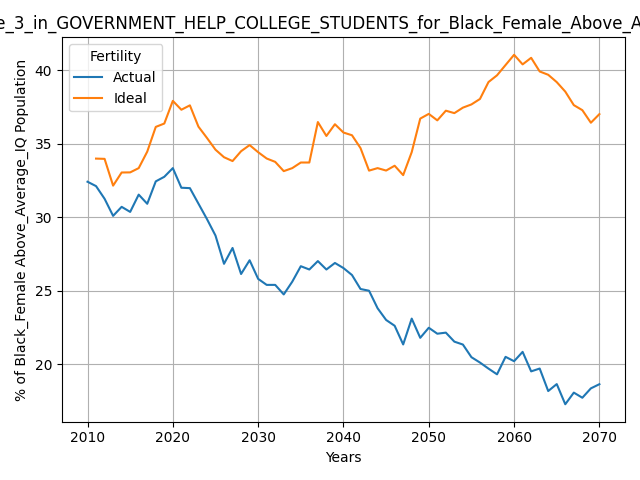 e_3_in_GOVERNMENT_HELP_COLLEGE_STUDENTS_for_Black_Female_Above_A
Fertility
Actual
Ideal
% of Black_Female Above_Average_IQ Population
40
35
30
25
20
2010 2020 2030 2040 2050 2060 2070
Years